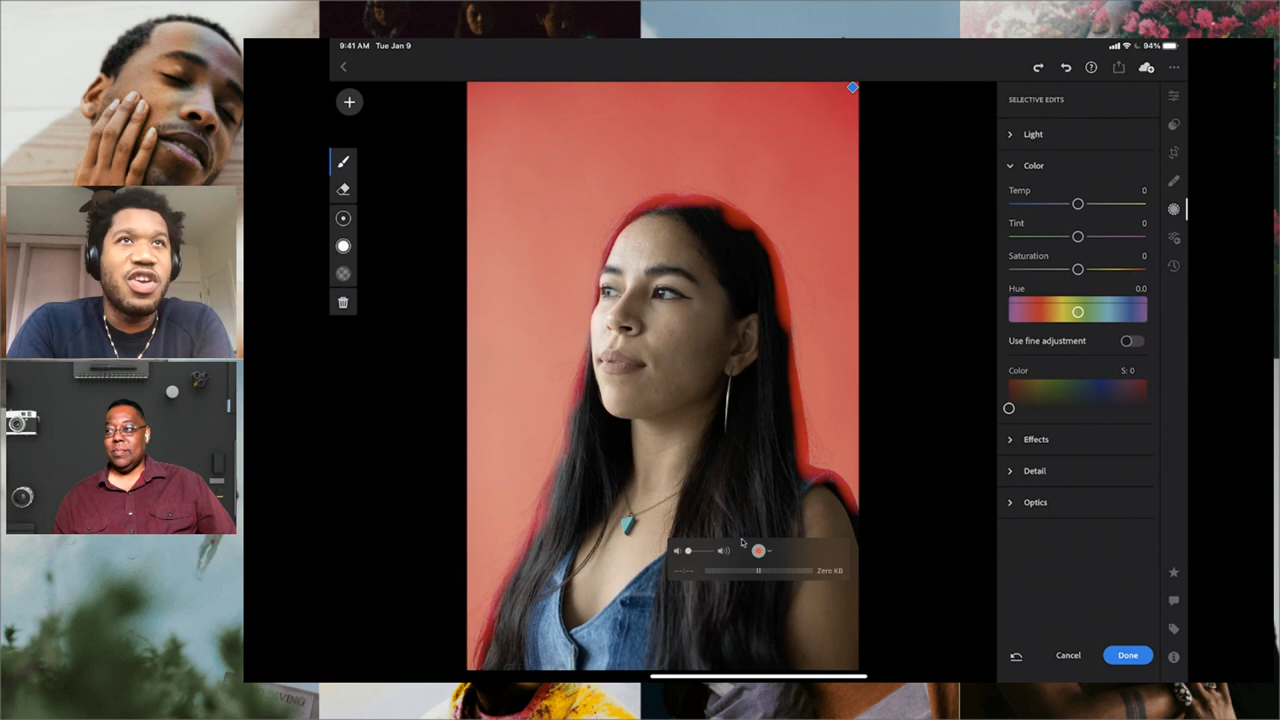 9:41 AM Tue Jan 9
94%
SELECTIVE EDITS
Light
Color
Temp 0
Tint 0
Saturation 0
Hue 0.0
Use fine adjustment
Color S: 0
Effects
Detail
Optics
--:-- Zero KB
Cancel Done
VING